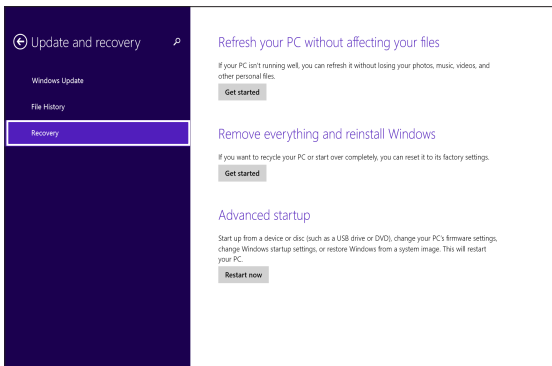 Update and recovery
Windows Update
File History
Recovery
Refresh your PC without affecting your files
If your PC isn't running well, you can refresh it without losing your photos, music, videos, and
other personal files.
Get started
Remove everything and reinstall Windows
If you want to recycle your PC or start over completely, you can reset it to its factory settings.
Get started
Advanced startup
Start up from a device or disc (such as a USB drive or DVD), change your PC's firmware settings,
change Windows startup settings, or restore Windows from a system image. This will restart
your PC.
Restart now